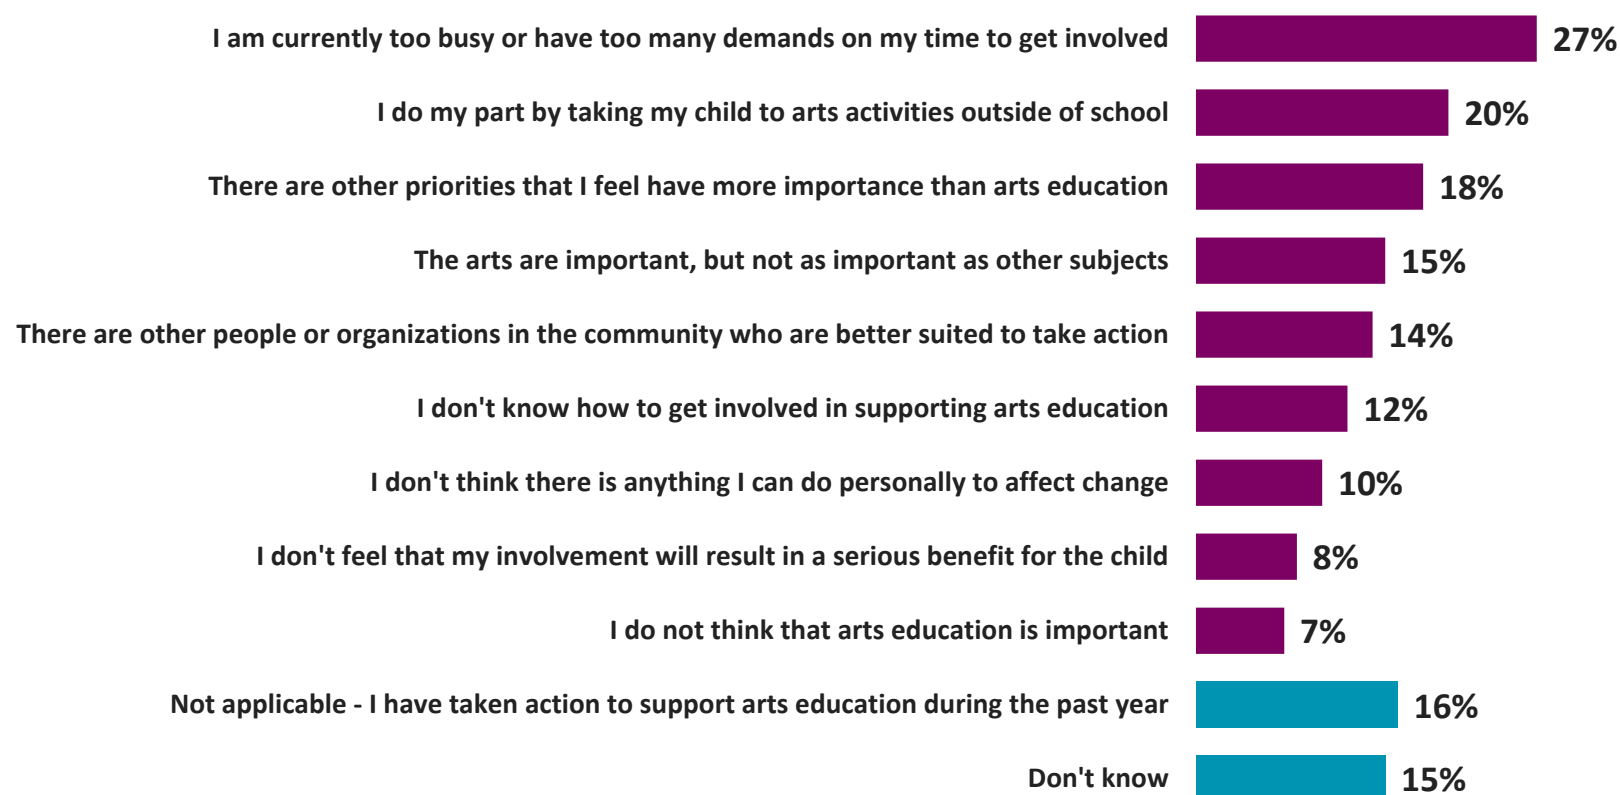 I am currently too busy or have too many demands on my time to get involved 27%
I do my part by taking my child to arts activities outside of school 20%
There are other priorities that I feel have more importance than arts education 18%
The arts are important, but not as important as other subjects 15%
There are other people or organizations in the community who are better suited to take action 14%
I don't know how to get involved in supporting arts education 12%
I don't think there is anything I can do personally to affect change 10%
I don't feel that my involvement will result in a serious benefit for the child 8%
I do not think that arts education is important 7%
Not applicable - I have taken action to support arts education during the past year 16%
Don't know 15%